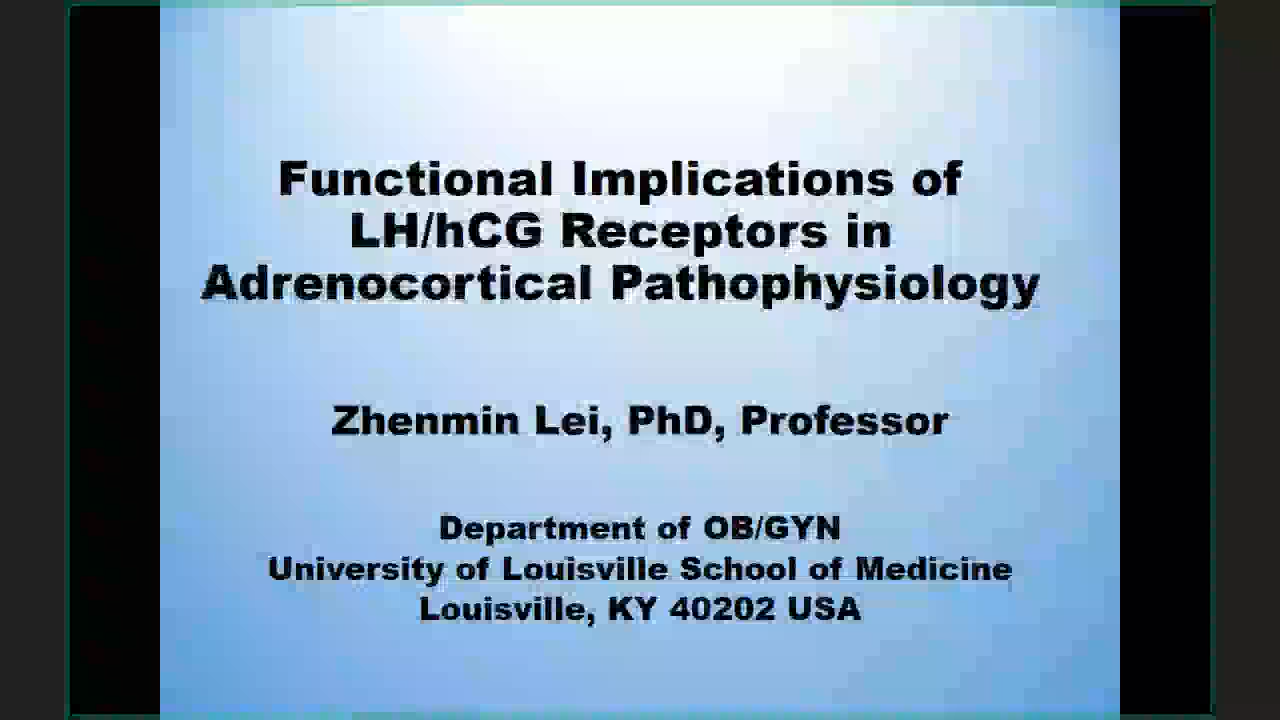 Functional Implications of
LH/hCG Receptors in
Adrenocortical Pathophysiology
Zhenmin Lei, PhD, Professor
Department of OB/GYN
University of Louisville School of Medicine
Louisville, KY 40202 USA